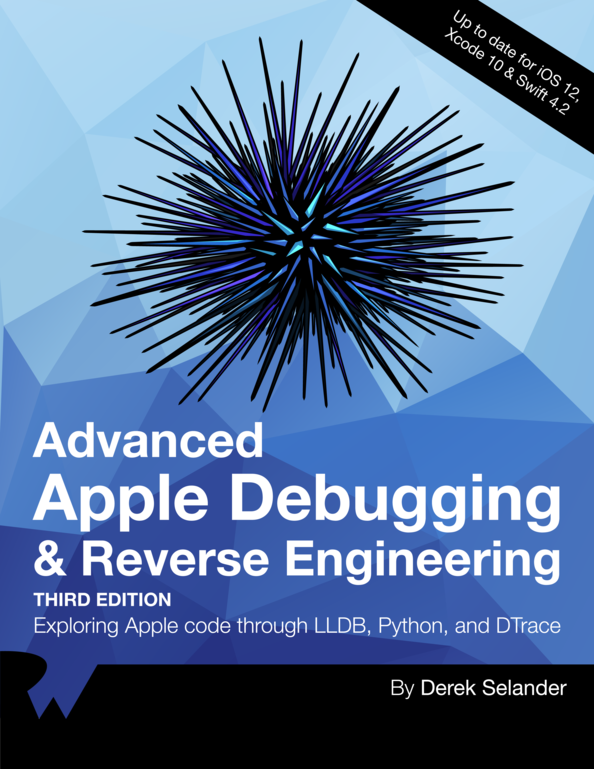 Up to date for iOS 12,
Xcode 10 & Swift 4.2
Advanced
Apple Debugging
& Reverse Engineering
THIRD EDITION
Exploring Apple code through LLDB, Python, and DTrace
By Derek Selander